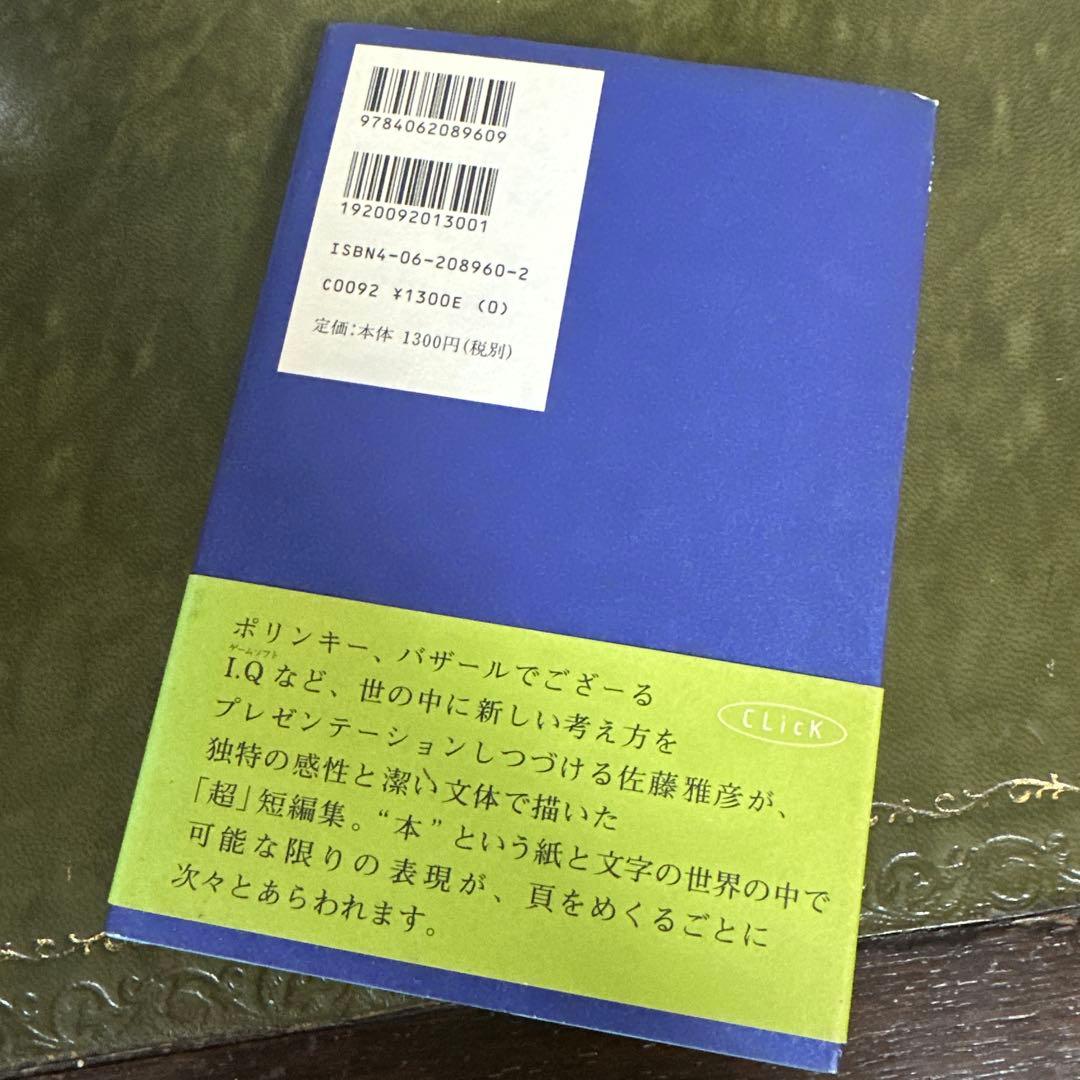 9784062089609
1920092013001
ISBN4-06-208960-2
C0092 ¥1300E (0)
定価:本体 1300円(税別)
ポリンキー、バザールでござーる
ゲームソフト
I.Qなど、世の中に新しい考え方を
プレゼンテーションしつづける佐藤雅彦が、
独特の感性と潔い文体で描いた
「超」短編集。“本”という紙と文字の世界の中で
可能な限りの表現が、頁をめくるごとに
次々とあらわれます。
CLicK